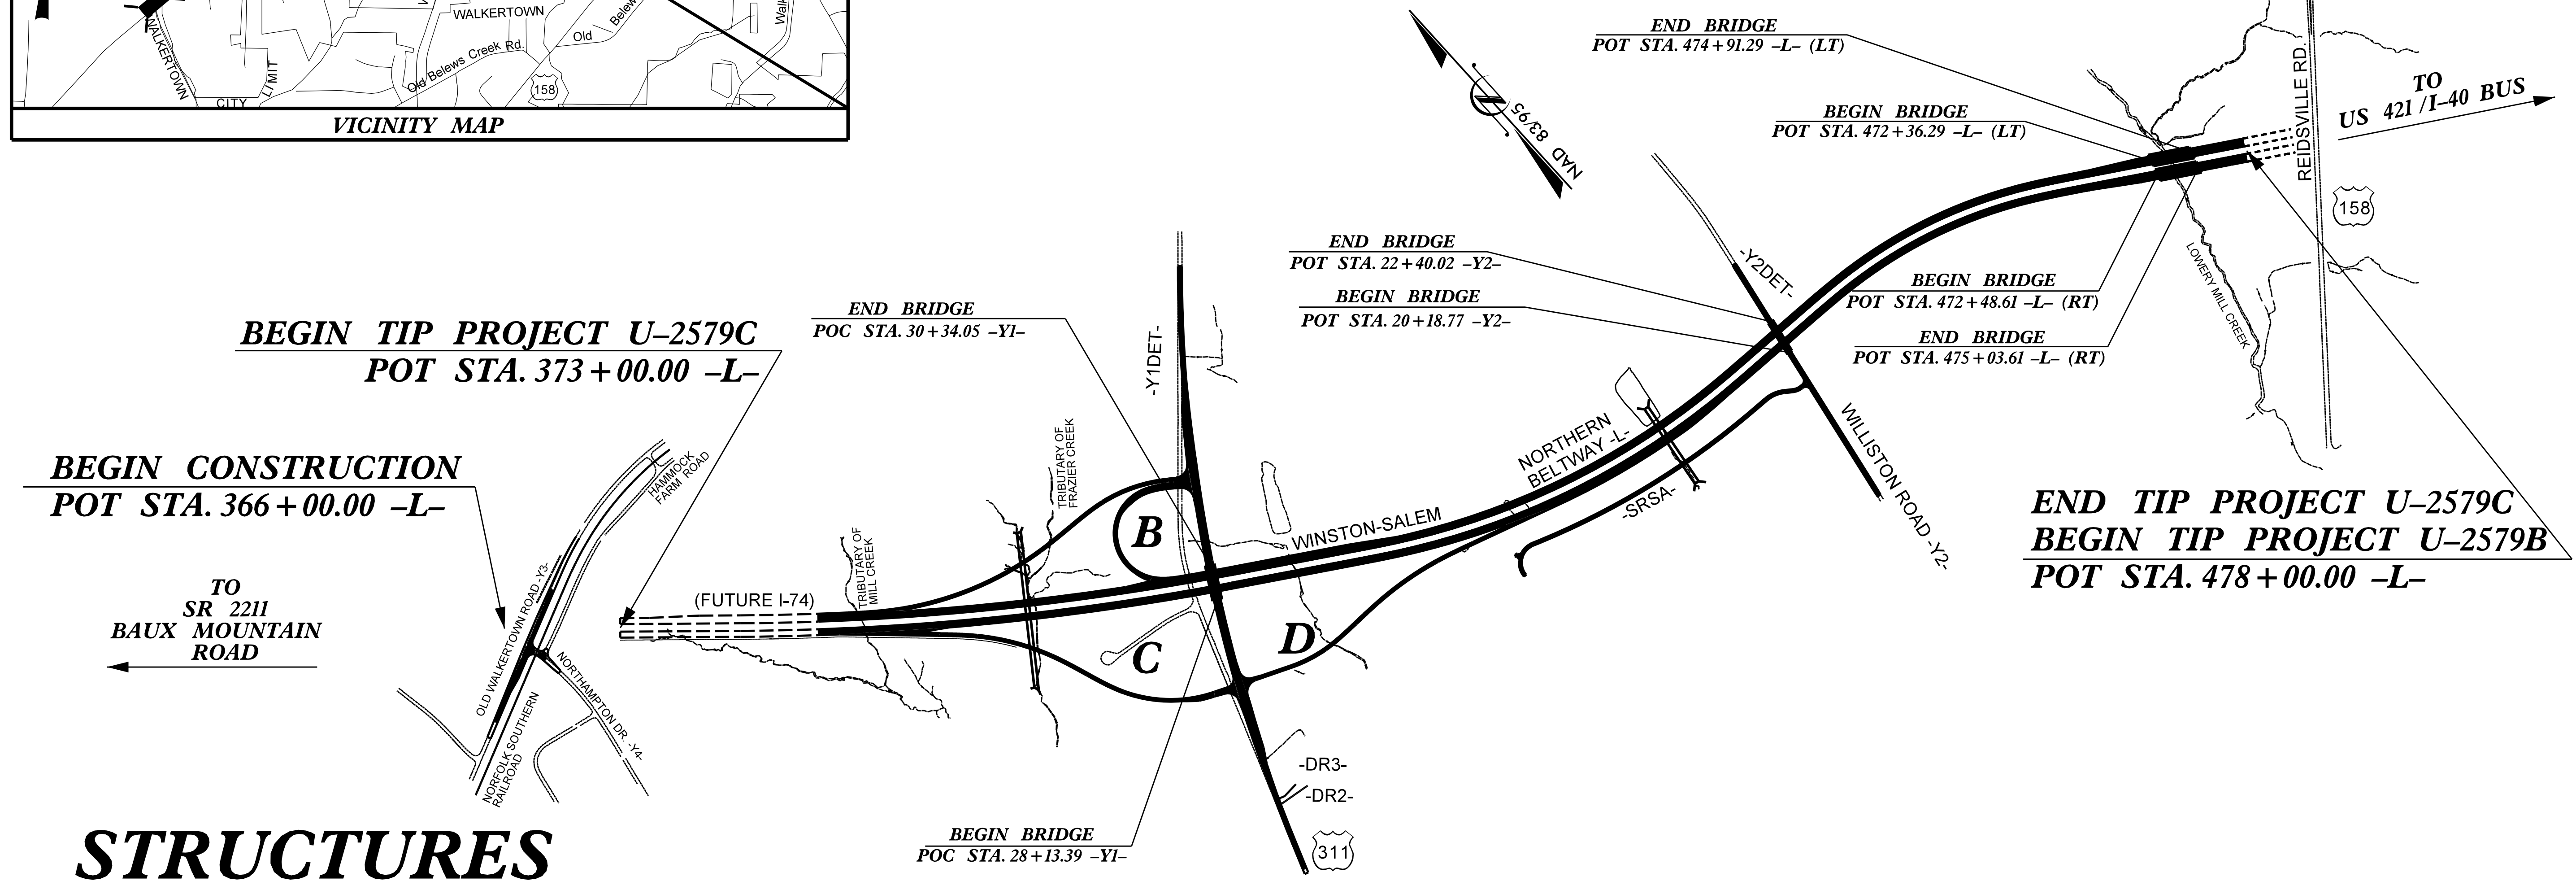 WALKERTOWN
WALKERTOWN
CITY
LIMIT
Old Belews Creek Rd.
Old
Belews
158
VICINITY MAP
NAD 83/95
END BRIDGE
POT STA. 474+91.29 –L– (LT)
BEGIN BRIDGE
POT STA. 472+36.29 –L– (LT)
REIDSVILLE RD.
TO
US 421 / I–40 BUS
158
LOWERY MILL CREEK
BEGIN BRIDGE
POT STA. 472+48.61 –L– (RT)
END BRIDGE
POT STA. 475+03.61 –L– (RT)
END BRIDGE
POT STA. 22+40.02 –Y2–
BEGIN BRIDGE
POT STA. 20+18.77 –Y2–
-Y2DET-
WILLISTON ROAD -Y2-
END BRIDGE
POC STA. 30+34.05 –Y1–
-Y1DET-
BEGIN TIP PROJECT U–2579C
POT STA. 373+00.00 –L–
BEGIN CONSTRUCTION
POT STA. 366+00.00 –L–
TO
SR 2211
BAUX MOUNTAIN
ROAD
HAMMOCK
FARM ROAD
OLD WALKERTOWN ROAD -Y3-
NORTHAMPTON DR. -Y4-
NORFOLK SOUTHERN
RAILROAD
(FUTURE I-74)
TRIBUTARY OF
MILL CREEK
TRIBUTARY OF
FRAZIER CREEK
B
C
D
WINSTON-SALEM
NORTHERN
BELTWAY -L-
-SRSA-
-DR3-
-DR2-
311
BEGIN BRIDGE
POC STA. 28+13.39 –Y1–
END TIP PROJECT U–2579C
BEGIN TIP PROJECT U–2579B
POT STA. 478+00.00 –L–
STRUCTURES